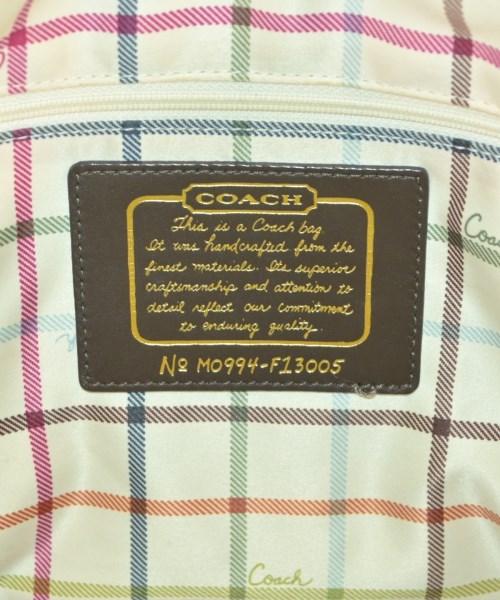 COACH
This is a Coach bag.
It was handcrafted from the
finest materials. Its superior
craftsmanship and attention to
detail reflect our commitment
to enduring quality.
No M0994-F13005
Coach
Coach